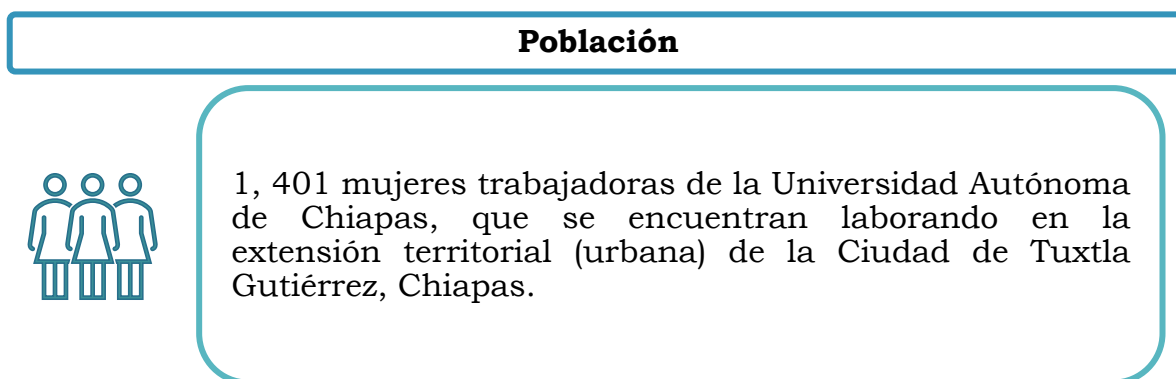 Población
1, 401 mujeres trabajadoras de la Universidad Autónoma
de Chiapas, que se encuentran laborando en la
extensión territorial (urbana) de la Ciudad de Tuxtla
Gutiérrez, Chiapas.